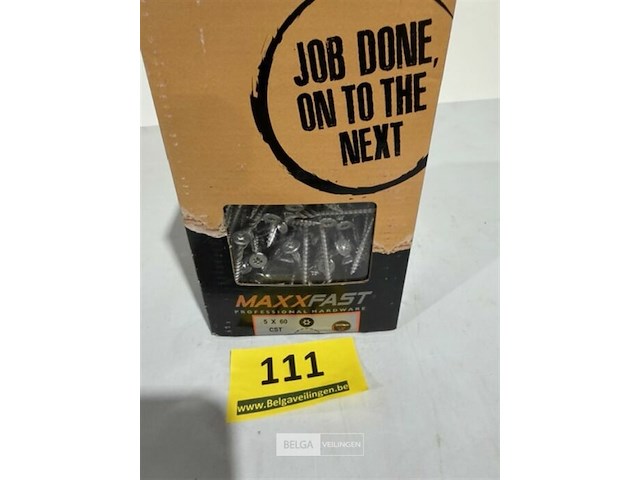 JOB DONE,
ON TO THE
NEXT
MAXXFAST
PROFESSIONAL HARDWARE
5 X 60
CST
111
www.Belgaveilingen.be
BELGA VEILINGEN